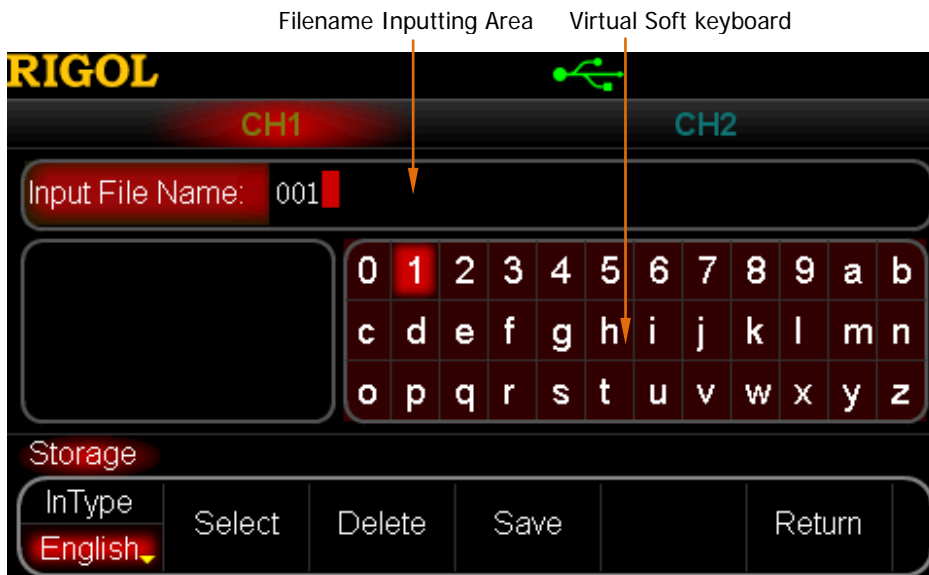 Filename Inputting Area Virtual Soft keyboard
RIGOL
CH1 CH2
Input File Name: 001
0 1 2 3 4 5 6 7 8 9 a b
c d e f g h i j k l m n
o p q r s t u v w x y z
Storage
InType
Select Delete Save Return
English